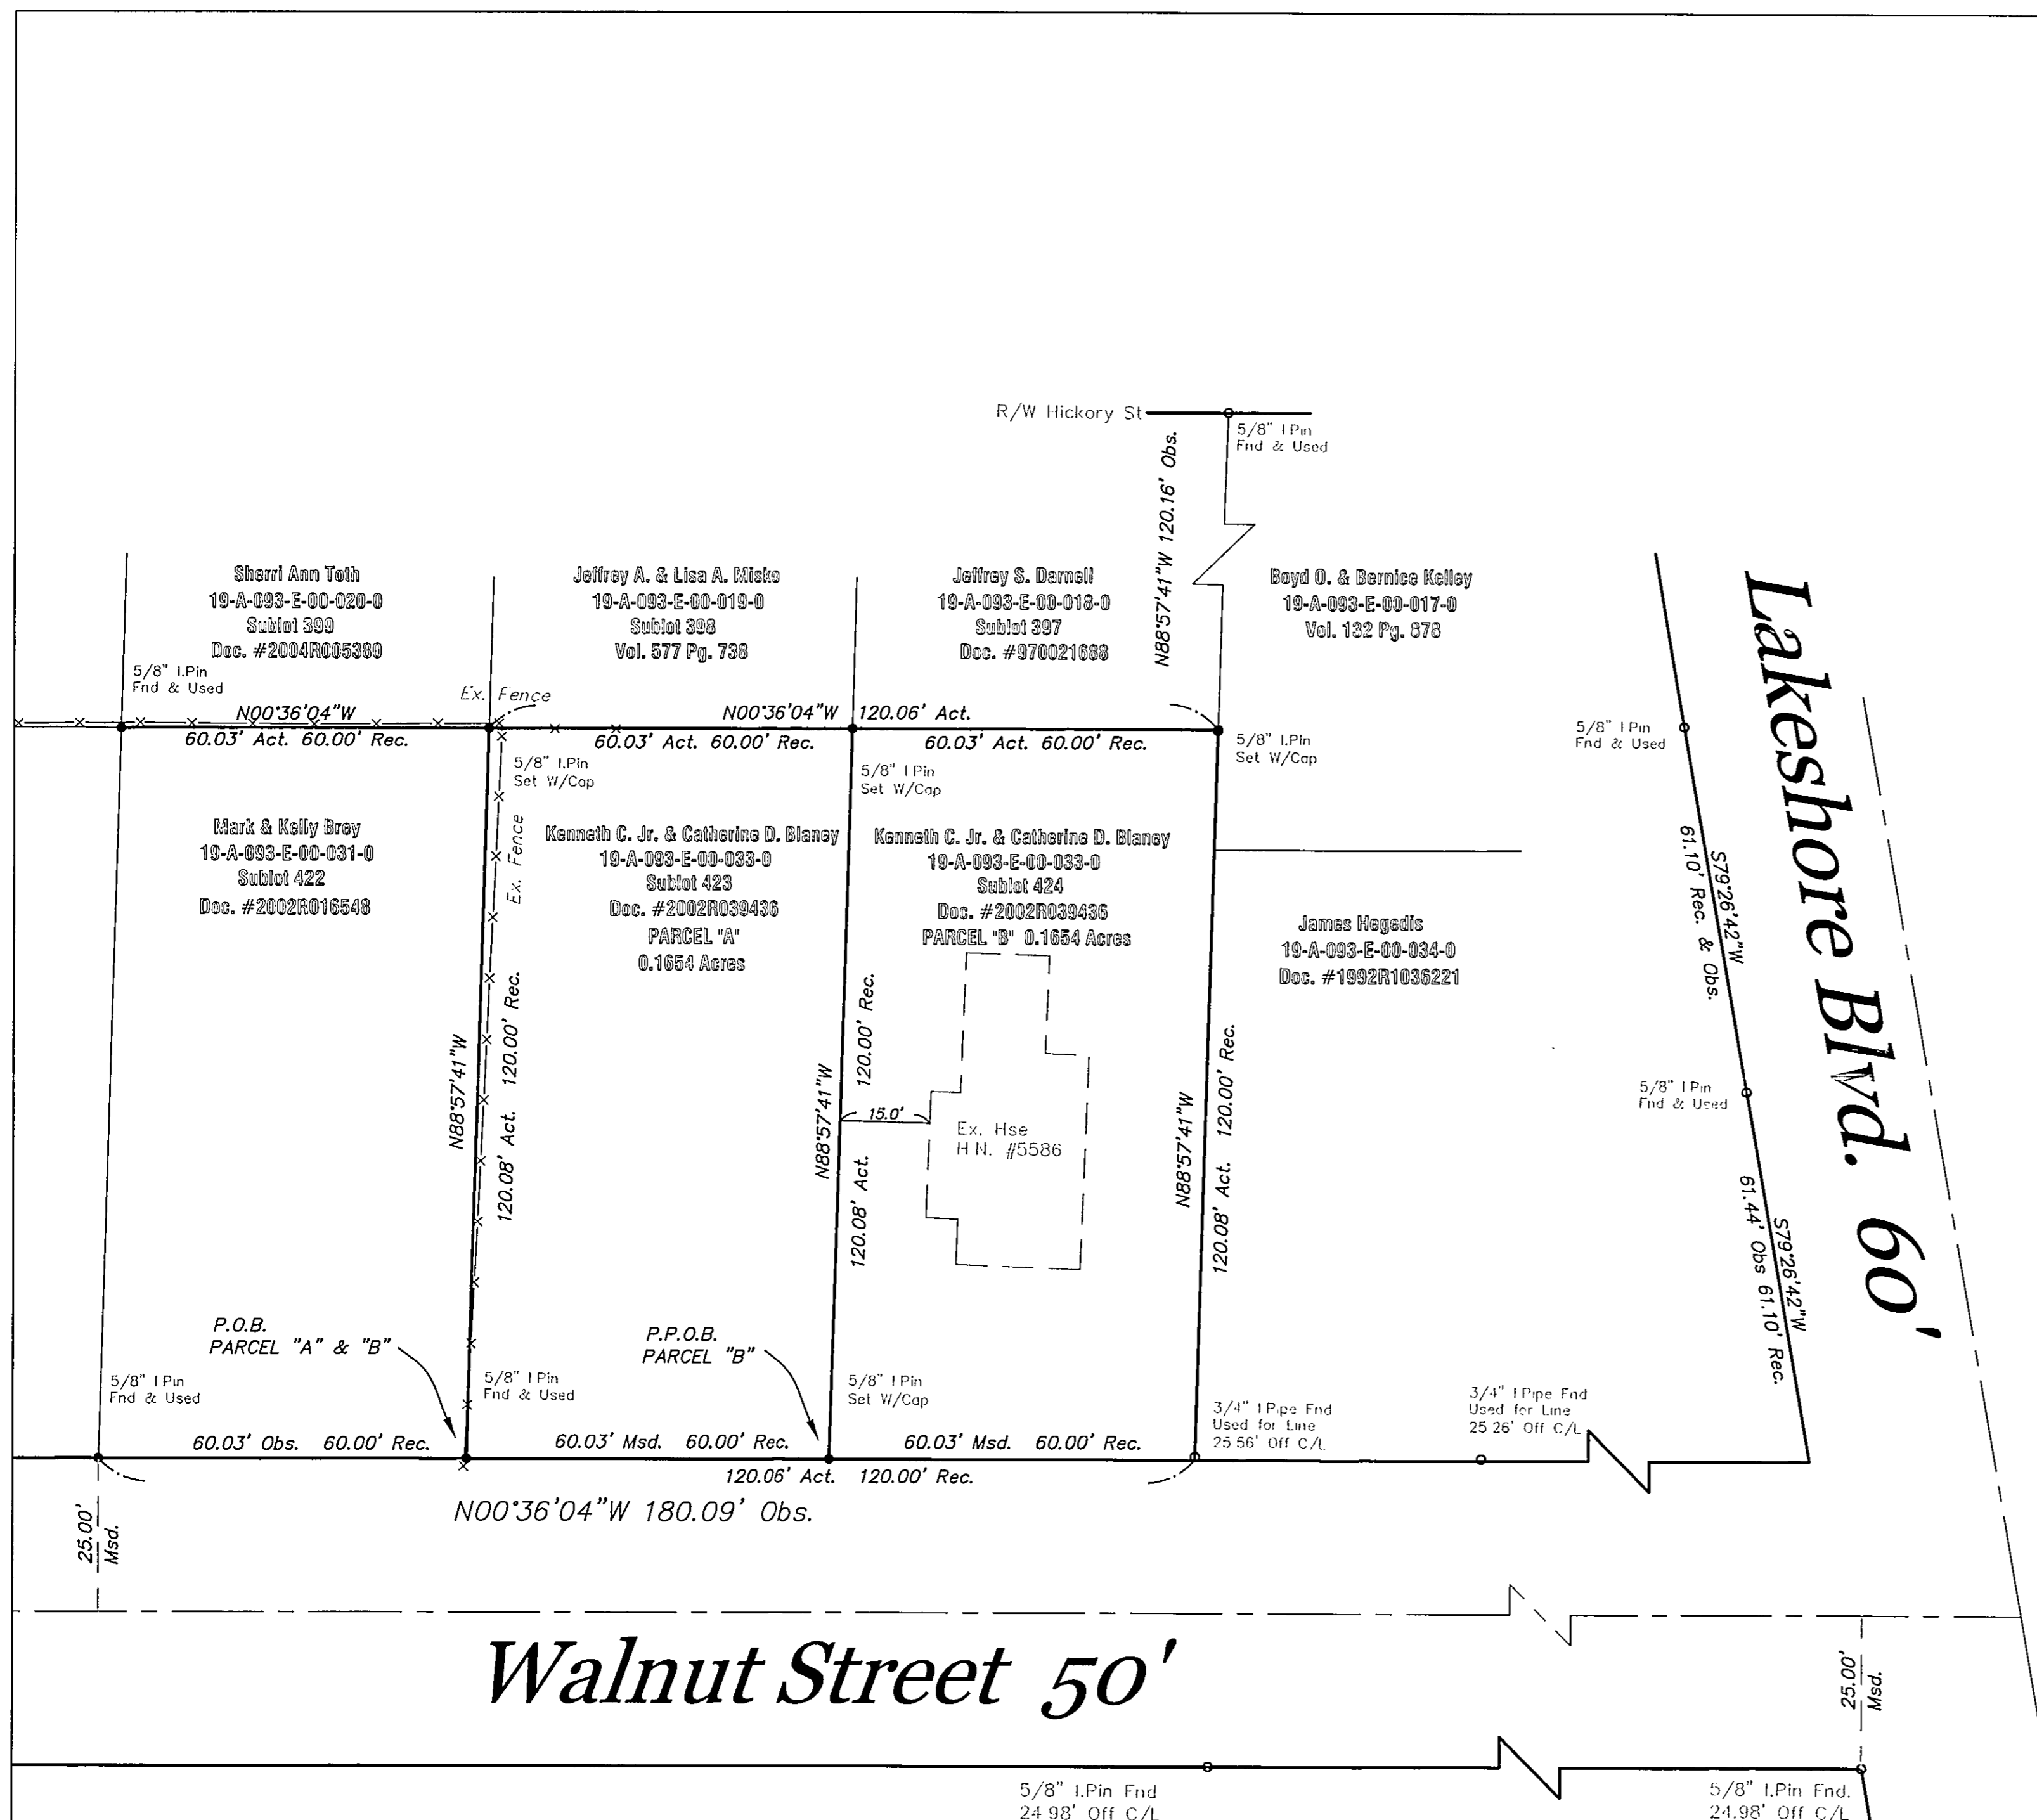 R/W Hickory St
5/8" I.Pin
Fnd & Used
N88°57'41"W 120.16' Obs.
Sherri Ann Toth
19-A-093-E-00-020-0
Sublot 399
Doc. #2004R005380
Jeffrey A. & Lisa A. Misko
19-A-093-E-00-019-0
Sublot 398
Vol. 577 Pg. 738
Jeffrey S. Darnell
19-A-093-E-00-018-0
Sublot 397
Doc. #970021688
Boyd O. & Bernice Kelley
19-A-093-E-00-017-0
Vol. 132 Pg. 878
5/8" I.Pin
Fnd & Used
Ex. Fence
N00°36'04"W
60.03' Act. 60.00' Rec.
N00°36'04"W 120.06' Act.
60.03' Act. 60.00' Rec.
60.03' Act. 60.00' Rec.
5/8" I.Pin
Set W/Cap
5/8" I.Pin
Set W/Cap
5/8" I.Pin
Set W/Cap
5/8" I.Pin
Fnd & Used
Mark & Kelly Brey
19-A-093-E-00-031-0
Sublot 422
Doc. #2002R016548
Ex. Fence
Kenneth C. Jr. & Catherine D. Blaney
19-A-093-E-00-033-0
Sublot 423
Doc. #2002R039436
PARCEL "A"
0.1654 Acres
Kenneth C. Jr. & Catherine D. Blaney
19-A-093-E-00-033-0
Sublot 424
Doc. #2002R039436
PARCEL "B" 0.1654 Acres
James Hegedis
19-A-093-E-00-034-0
Doc. #1992R1036221
S79°26'42"W
61.10' Rec. & Obs.
Lakeshore Blvd. 60'
N88°57'41"W
120.08' Act. 120.00' Rec.
N88°57'41"W
120.08' Act. 120.00' Rec.
15.0'
Ex. Hse
H.N. #5586
N88°57'41"W
120.08' Act. 120.00' Rec.
5/8" I.Pin
Fnd & Used
S79°26'42"W
61.44' Obs 61.10' Rec.
P.O.B.
PARCEL "A" & "B"
P.P.O.B.
PARCEL "B"
5/8" I.Pin
Fnd & Used
5/8" I.Pin
Fnd & Used
5/8" I.Pin
Set W/Cap
3/4" I.Pipe Fnd
Used for Line
25.56' Off C/L
3/4" I.Pipe Fnd
Used for Line
25.26' Off C/L
60.03' Obs. 60.00' Rec.
60.03' Msd. 60.00' Rec.
60.03' Msd. 60.00' Rec.
120.06' Act. 120.00' Rec.
N00°36'04"W 180.09' Obs.
25.00'
Msd.
Walnut Street 50'
25.00'
Msd.
5/8" I.Pin Fnd
24.98' Off C/L
5/8" I.Pin Fnd.
24.98' Off C/L